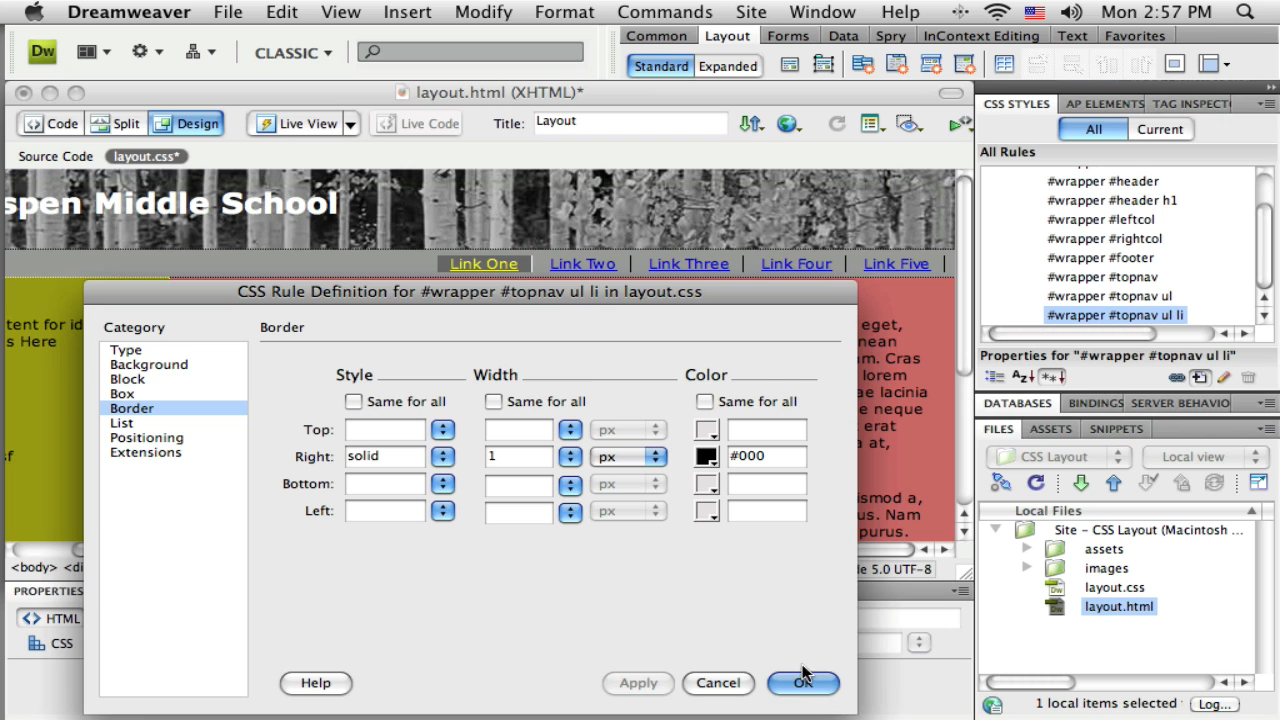 Dreamweaver File Edit View Insert Modify Format Commands Site Window Help Mon 2:57 PM
Dw CLASSIC
Common Layout Forms Data Spry InContext Editing Text Favorites
Standard Expanded
layout.html (XHTML)*
Code Split Design Live View Live Code Title: Layout
Source Code layout.css*
spen Middle School
Link One Link Two Link Three Link Four Link Five
tent for id
s Here
sf
eget,
nean
m. Cras
lorem
ae lacinia
e neque
erat
a at,
ismod a,
us. Nam
purus.
CSS Rule Definition for #wrapper #topnav ul li in layout.css
Category
Type
Background
Block
Box
Border
List
Positioning
Extensions
Border
Style Width Color
Same for all Same for all Same for all
Top: px
Right: solid 1 px #000
Bottom: px
Left: px
Help Apply Cancel OK
<body> <di
e 5.0 UTF-8
PROPERTIES
<> HTML
CSS
CSS STYLES AP ELEMENTS TAG INSPECT
All Current
All Rules
#wrapper #header
#wrapper #header h1
#wrapper #leftcol
#wrapper #rightcol
#wrapper #footer
#wrapper #topnav
#wrapper #topnav ul
#wrapper #topnav ul li
Properties for "#wrapper #topnav ul li"
DATABASES BINDINGS SERVER BEHAVIO
FILES ASSETS SNIPPETS
CSS Layout Local view
Local Files
Site – CSS Layout (Macintosh ...
assets
images
layout.css
layout.html
1 local items selected Log...